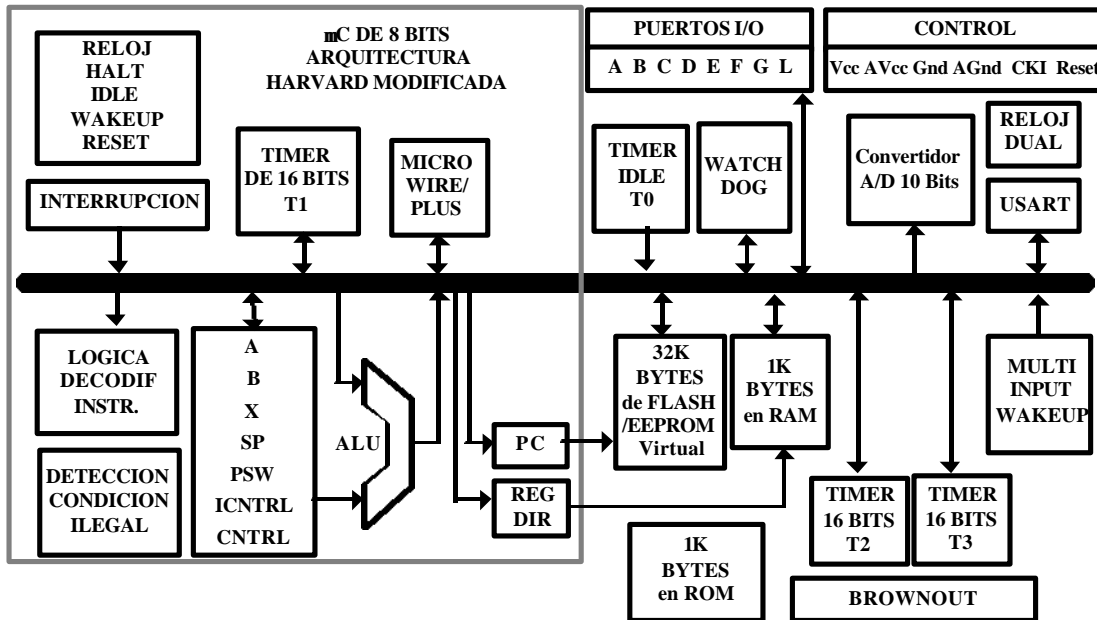 RELOJ
HALT
IDLE
WAKEUP
RESET
mC DE 8 BITS
ARQUITECTURA
HARVARD MODIFICADA
PUERTOS I/O
A B C D E F G L
CONTROL
Vcc AVcc Gnd AGnd CKI Reset
INTERRUPCION
TIMER
DE 16 BITS
T1
MICRO
WIRE/
PLUS
TIMER
IDLE
T0
WATCH
DOG
Convertidor
A/D 10 Bits
RELOJ
DUAL
USART
LOGICA
DECODIF
INSTR.
DETECCION
CONDICION
ILEGAL
A
B
X
SP
PSW
ICNTRL
CNTRL
ALU
PC
REG
DIR
32K
BYTES
de FLASH
/EEPROM
Virtual
1K
BYTES
en RAM
MULTI
INPUT
WAKEUP
1K
BYTES
en ROM
TIMER
16 BITS
T2
TIMER
16 BITS
T3
BROWNOUT